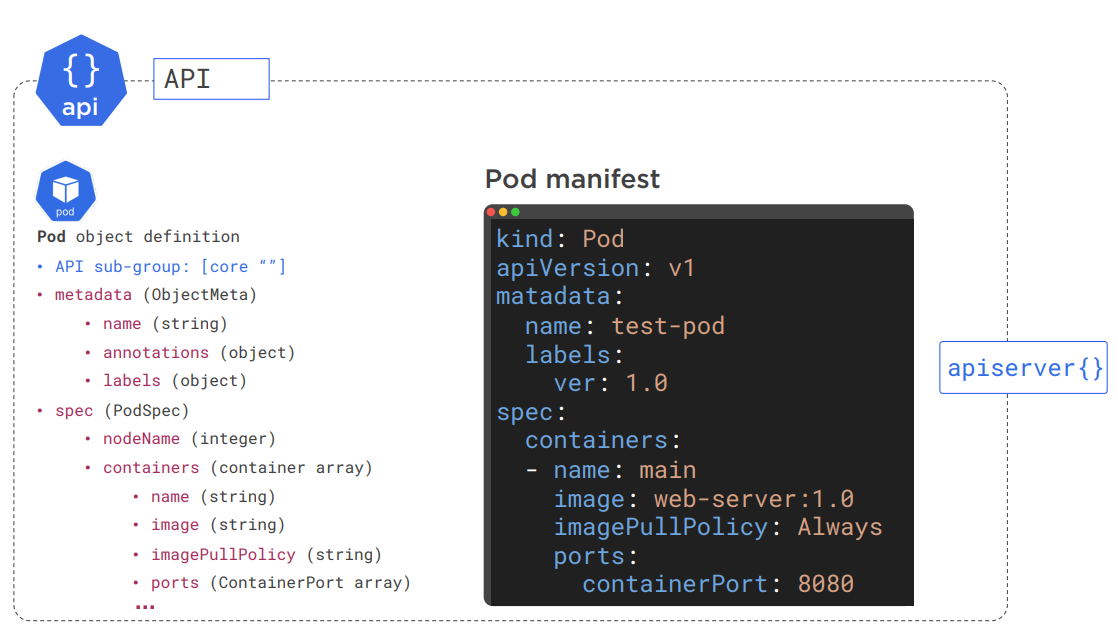 {}
api
API
pod
Pod object definition
• API sub-group: [core “”]
• metadata (ObjectMeta)
• name (string)
• annotations (object)
• labels (object)
• spec (PodSpec)
• nodeName (integer)
• containers (container array)
• name (string)
• image (string)
• imagePullPolicy (string)
• ports (ContainerPort array)
...
Pod manifest
kind: Pod
apiVersion: v1
matadata:
  name: test-pod
  labels:
    ver: 1.0
spec:
  containers:
  - name: main
    image: web-server:1.0
    imagePullPolicy: Always
    ports:
      containerPort: 8080
apiserver{}